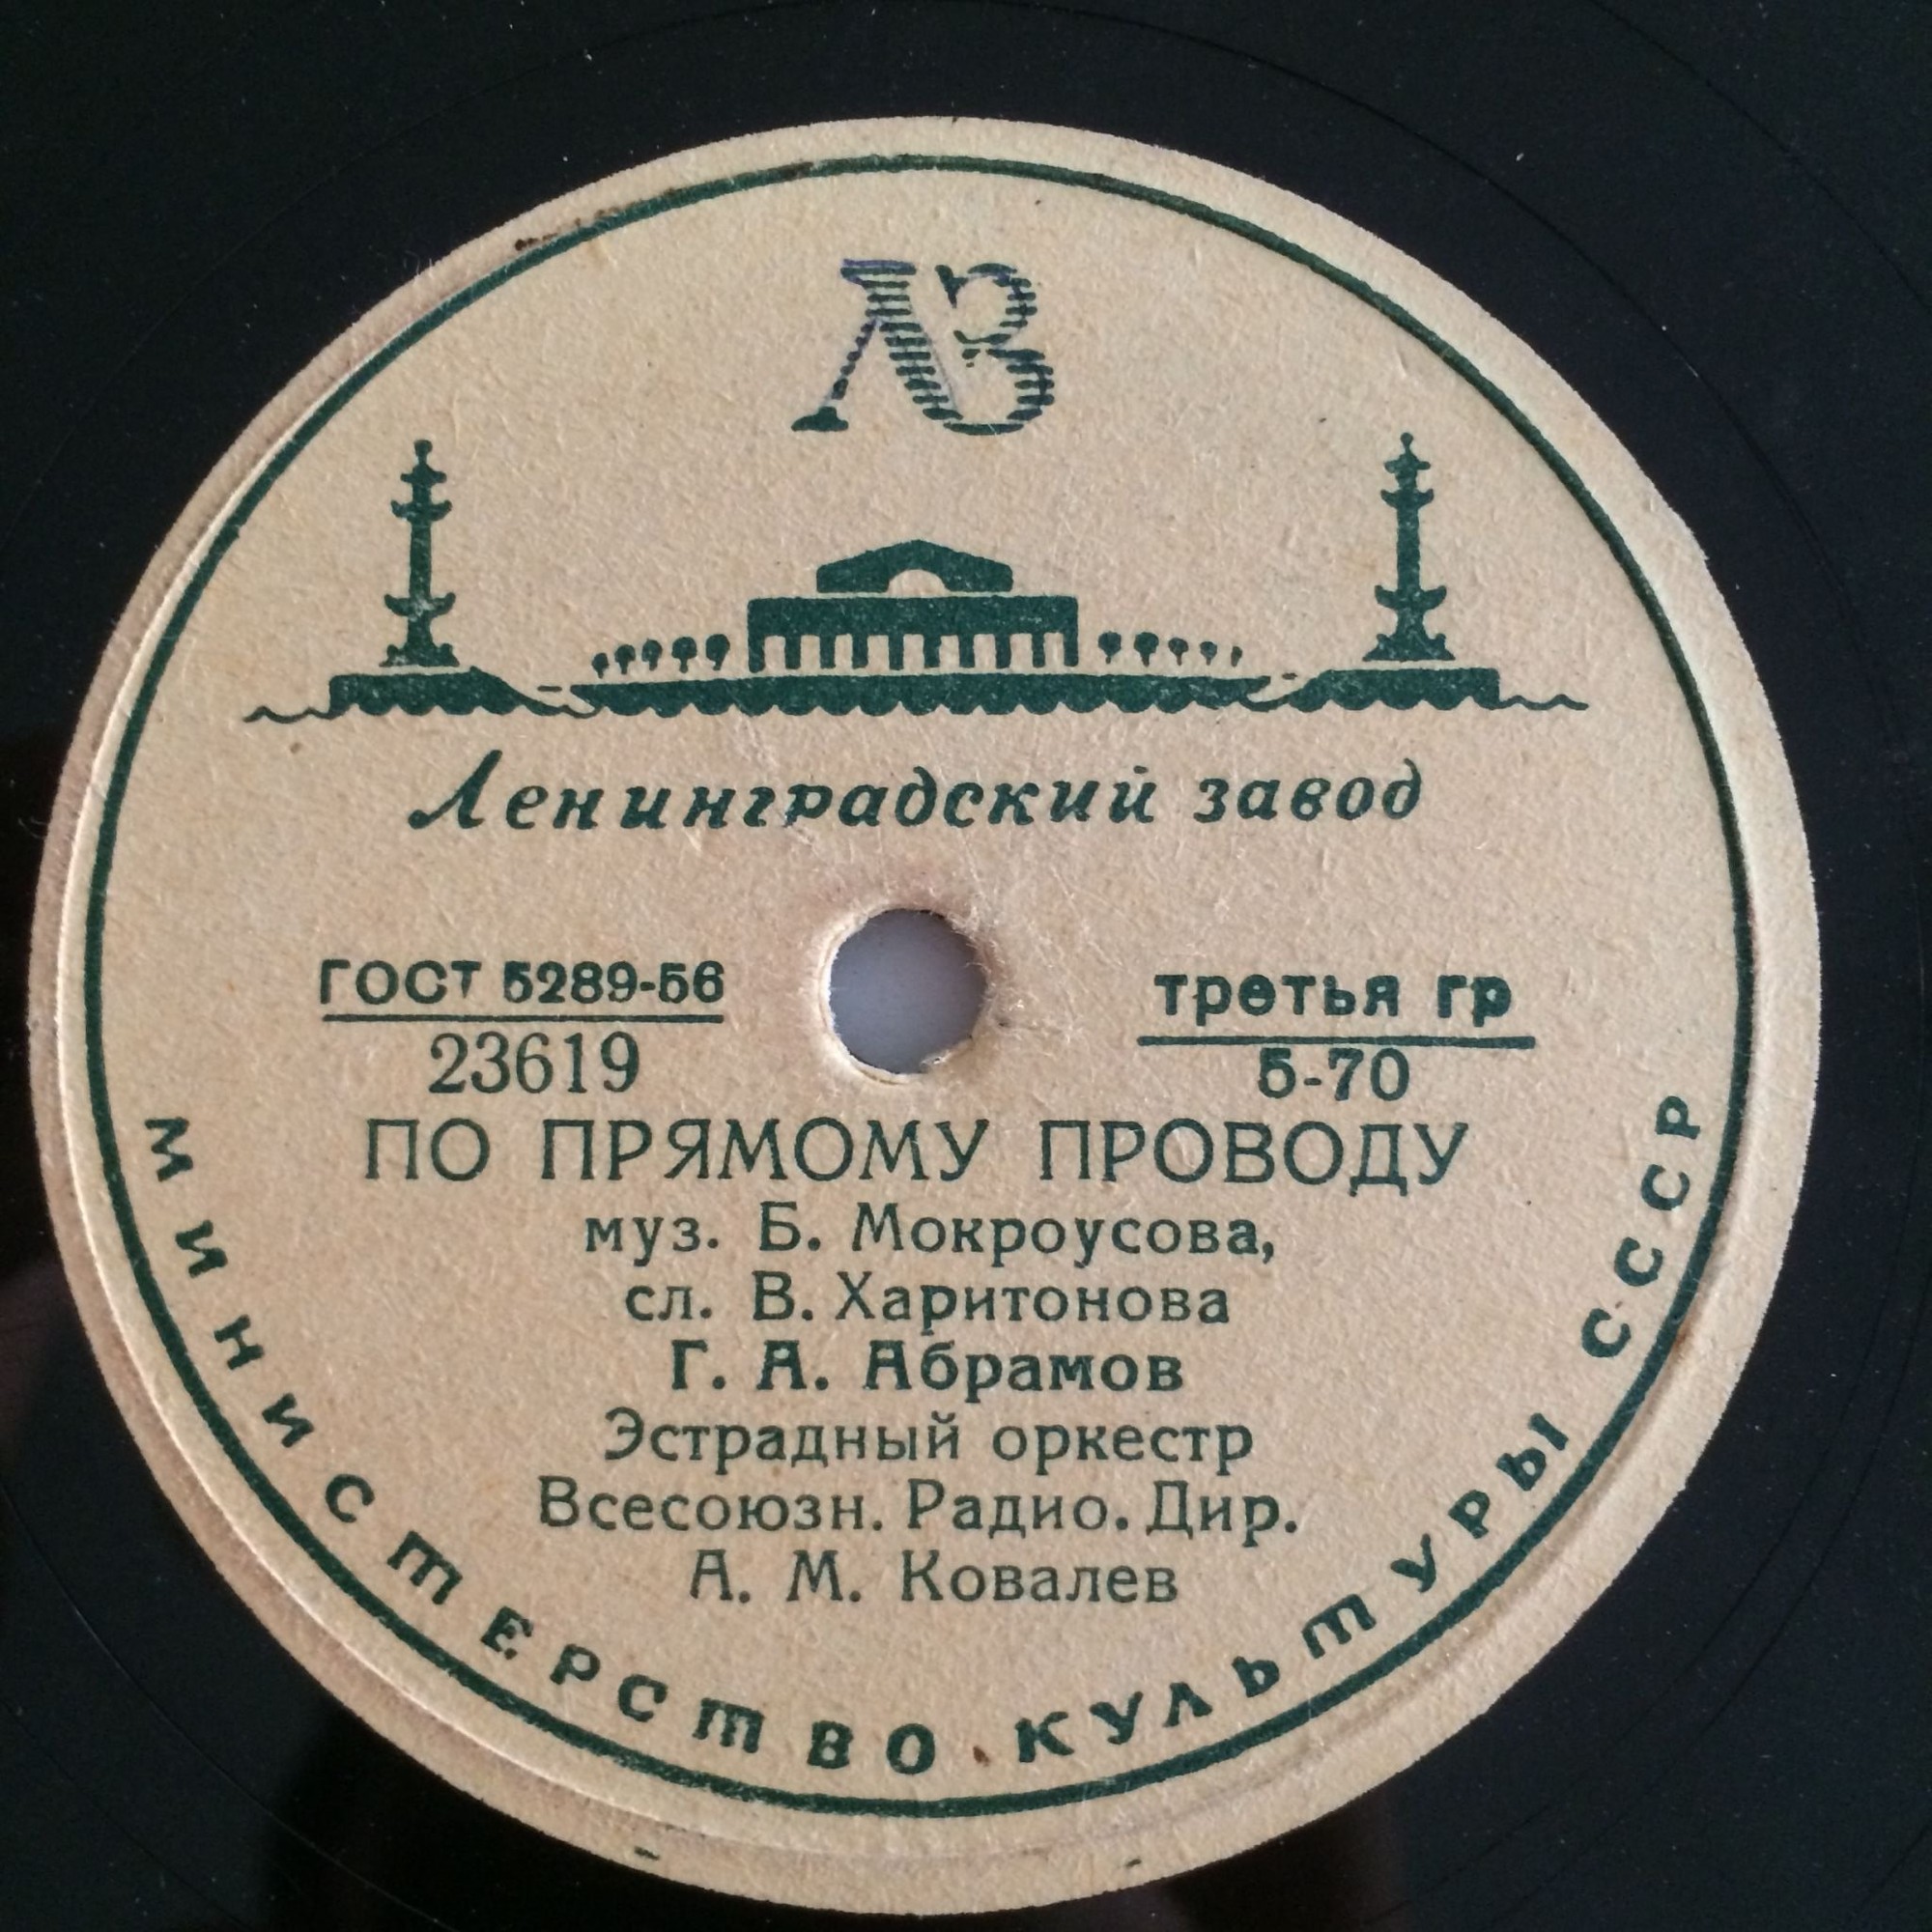 ЛЗ
Ленинградский завод
ГОСТ 5289-56
23619
третья гр
5-70
ПО ПРЯМОМУ ПРОВОДУ
муз. Б. Мокроусова,
сл. В. Харитонова
Г. А. Абрамов
Эстрадный оркестр
Всесоюзн. Радио. Дир.
А. М. Ковалев
МИНИСТЕРСТВО КУЛЬТУРЫ СССР